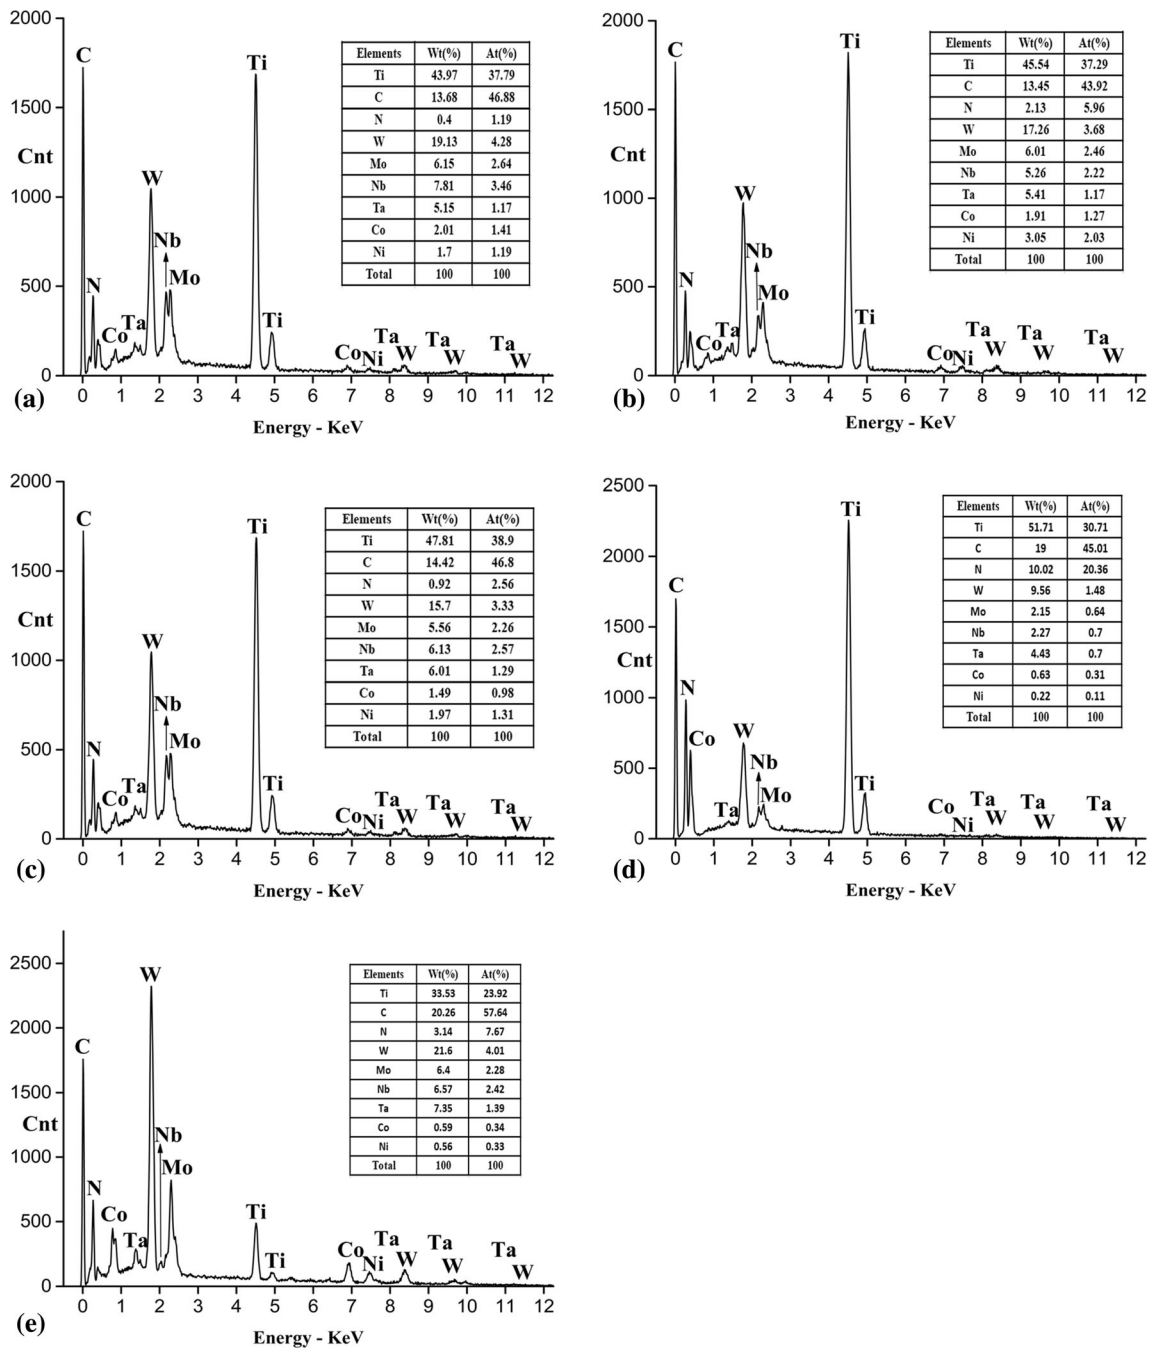 2000
1500
Cnt
1000
500
0
C
N
Co
Ta
W
Nb
Mo
Ti
Ti
Co
Ni
Ta
W
Ta
W
Ta
W
Elements Wt(%) At(%)
Ti 43.97 37.79
C 13.68 46.88
N 0.4 1.19
W 19.13 4.28
Mo 6.15 2.64
Nb 7.81 3.46
Ta 5.15 1.17
Co 2.01 1.41
Ni 1.7 1.19
Total 100 100
0 1 2 3 4 5 6 7 8 9 10 11 12
(a)
Energy - KeV
2000
1500
Cnt
1000
500
0
C
N
Co
Ta
W
Nb
Mo
Ti
Ti
Co
Ni
Ta
W
Ta
W
Ta
W
Elements Wt(%) At(%)
Ti 45.54 37.29
C 13.45 43.92
N 2.13 5.96
W 17.26 3.68
Mo 6.01 2.46
Nb 5.26 2.22
Ta 5.41 1.17
Co 1.91 1.27
Ni 3.05 2.03
Total 100 100
0 1 2 3 4 5 6 7 8 9 10 11 12
(b)
Energy - KeV
2000
1500
Cnt
1000
500
0
C
N
Co
Ta
W
Nb
Mo
Ti
Ti
Co
Ni
Ta
W
Ta
W
Ta
W
Elements Wt(%) At(%)
Ti 47.81 38.9
C 14.42 46.8
N 0.92 2.56
W 15.7 3.33
Mo 5.56 2.26
Nb 6.13 2.57
Ta 6.01 1.29
Co 1.49 0.98
Ni 1.97 1.31
Total 100 100
0 1 2 3 4 5 6 7 8 9 10 11 12
(c)
Energy - KeV
2500
2000
1500
Cnt
1000
500
0
C
N
Co
Ta
W
Nb
Mo
Ti
Ti
Co
Ni
Ta
W
Ta
W
Ta
W
Elements Wt(%) At(%)
Ti 51.71 30.71
C 19 45.01
N 10.02 20.36
W 9.56 1.48
Mo 2.15 0.64
Nb 2.27 0.7
Ta 4.43 0.7
Co 0.63 0.31
Ni 0.22 0.11
Total 100 100
0 1 2 3 4 5 6 7 8 9 10 11 12
(d)
Energy - KeV
2500
2000
1500
Cnt
1000
500
0
C
N
Co
Ta
W
Nb
Mo
Ti
Ti
Co
Ni
Ta
W
Ta
W
Ta
W
Elements Wt(%) At(%)
Ti 33.53 23.92
C 20.26 57.64
N 3.14 7.67
W 21.6 4.01
Mo 6.4 2.28
Nb 6.57 2.42
Ta 7.35 1.39
Co 0.59 0.34
Ni 0.56 0.33
Total 100 100
0 1 2 3 4 5 6 7 8 9 10 11 12
(e)
Energy - KeV